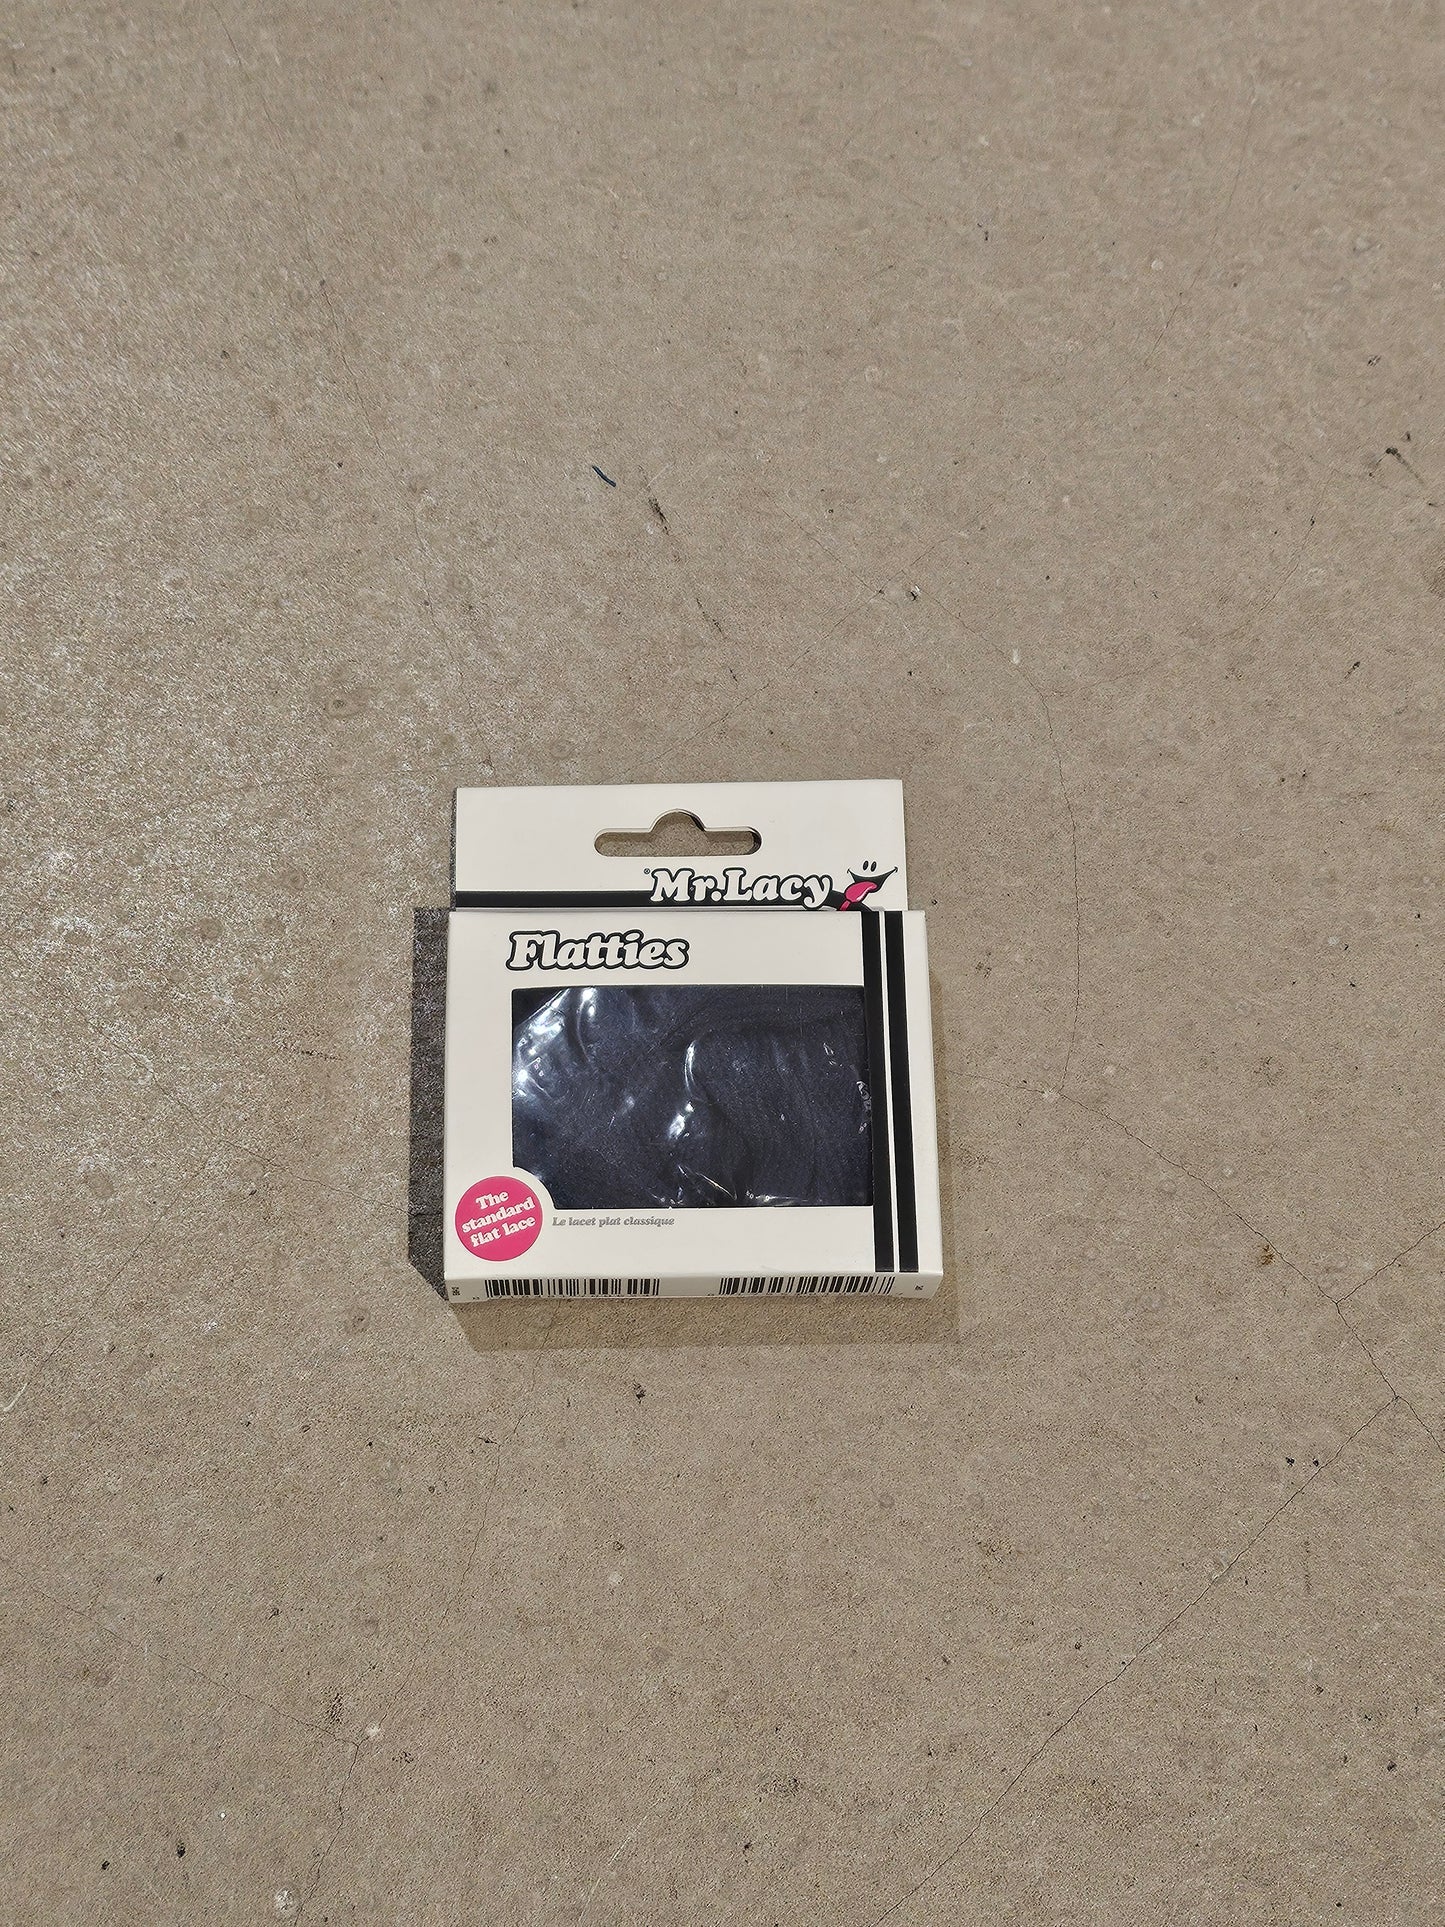 Mr.Lacy
Flatties
The
standard
flat lace
Le lacet plat classique